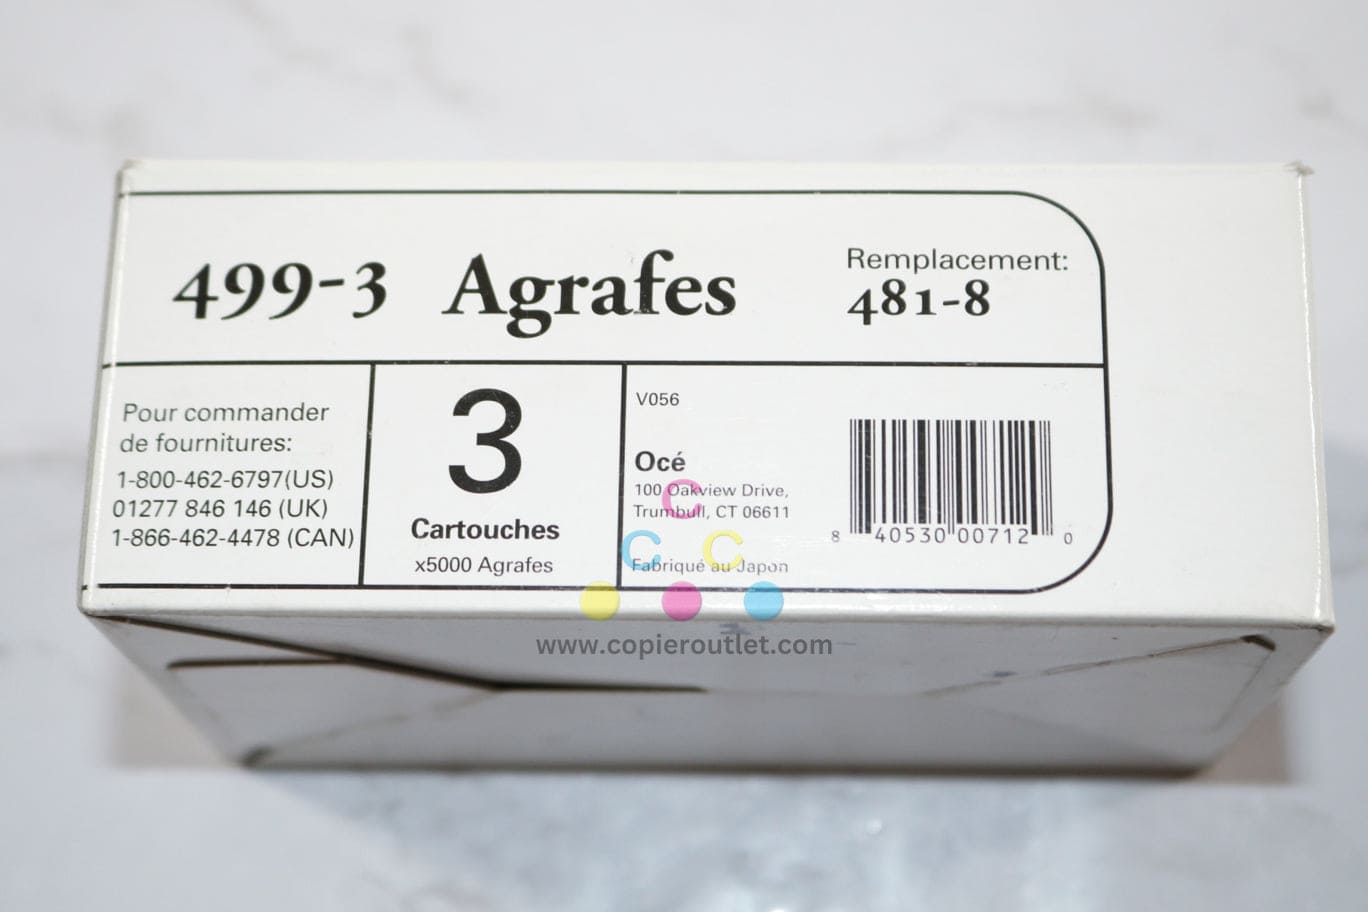 499-3 Agrafes
Remplacement:
481-8
Pour commander
de fournitures:
1-800-462-6797(US)
01277 846 146 (UK)
1-866-462-4478 (CAN)
3
Cartouches
x5000 Agrafes
V056
Océ
100 Oakview Drive,
Trumbull, CT 06611
Fabriqué au Japon
8 40530 00712 0
C
C C
www.copieroutlet.com